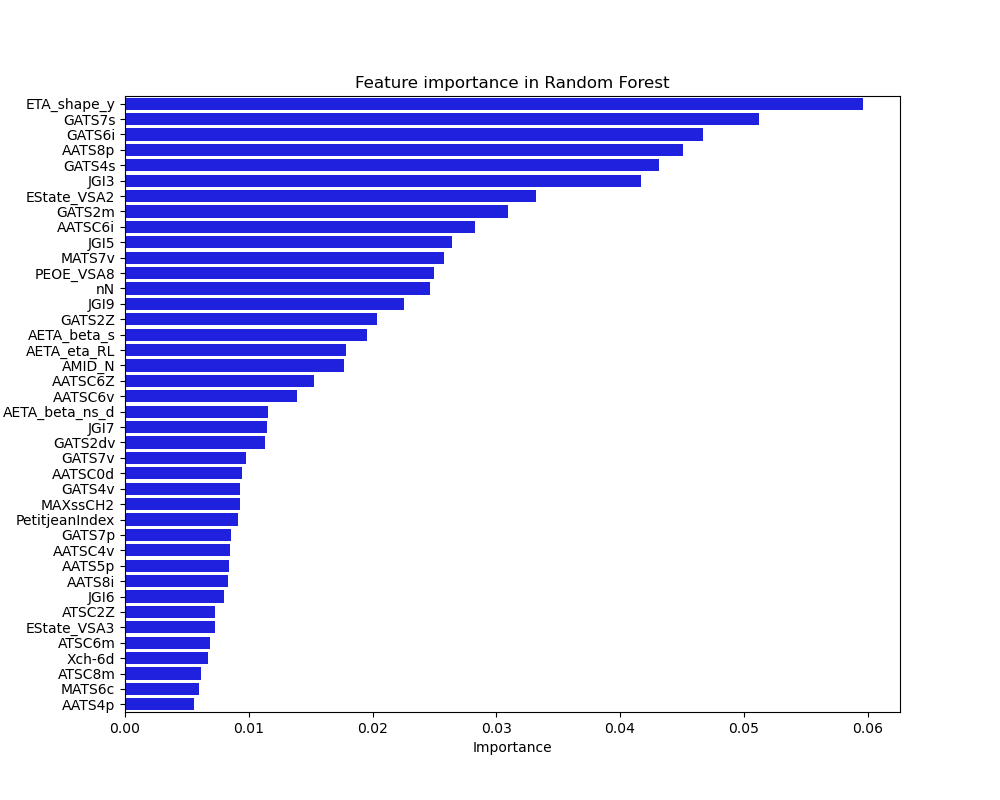 Feature importance in Random Forest
ETA_shape_y
GATS7s
GATS6i
AATS8p
GATS4s
JGI3
EState_VSA2
GATS2m
AATSC6i
JGI5
MATS7v
PEOE_VSA8
nN
JGI9
GATS2Z
AETA_beta_s
AETA_eta_RL
AMID_N
AATSC6Z
AATSC6v
AETA_beta_ns_d
JGI7
GATS2dv
GATS7v
AATSC0d
GATS4v
MAXssCH2
PetitjeanIndex
GATS7p
AATSC4v
AATS5p
AATS8i
JGI6
ATSC2Z
EState_VSA3
ATSC6m
Xch-6d
ATSC8m
MATS6c
AATS4p
0.00 0.01 0.02 0.03 0.04 0.05 0.06
Importance